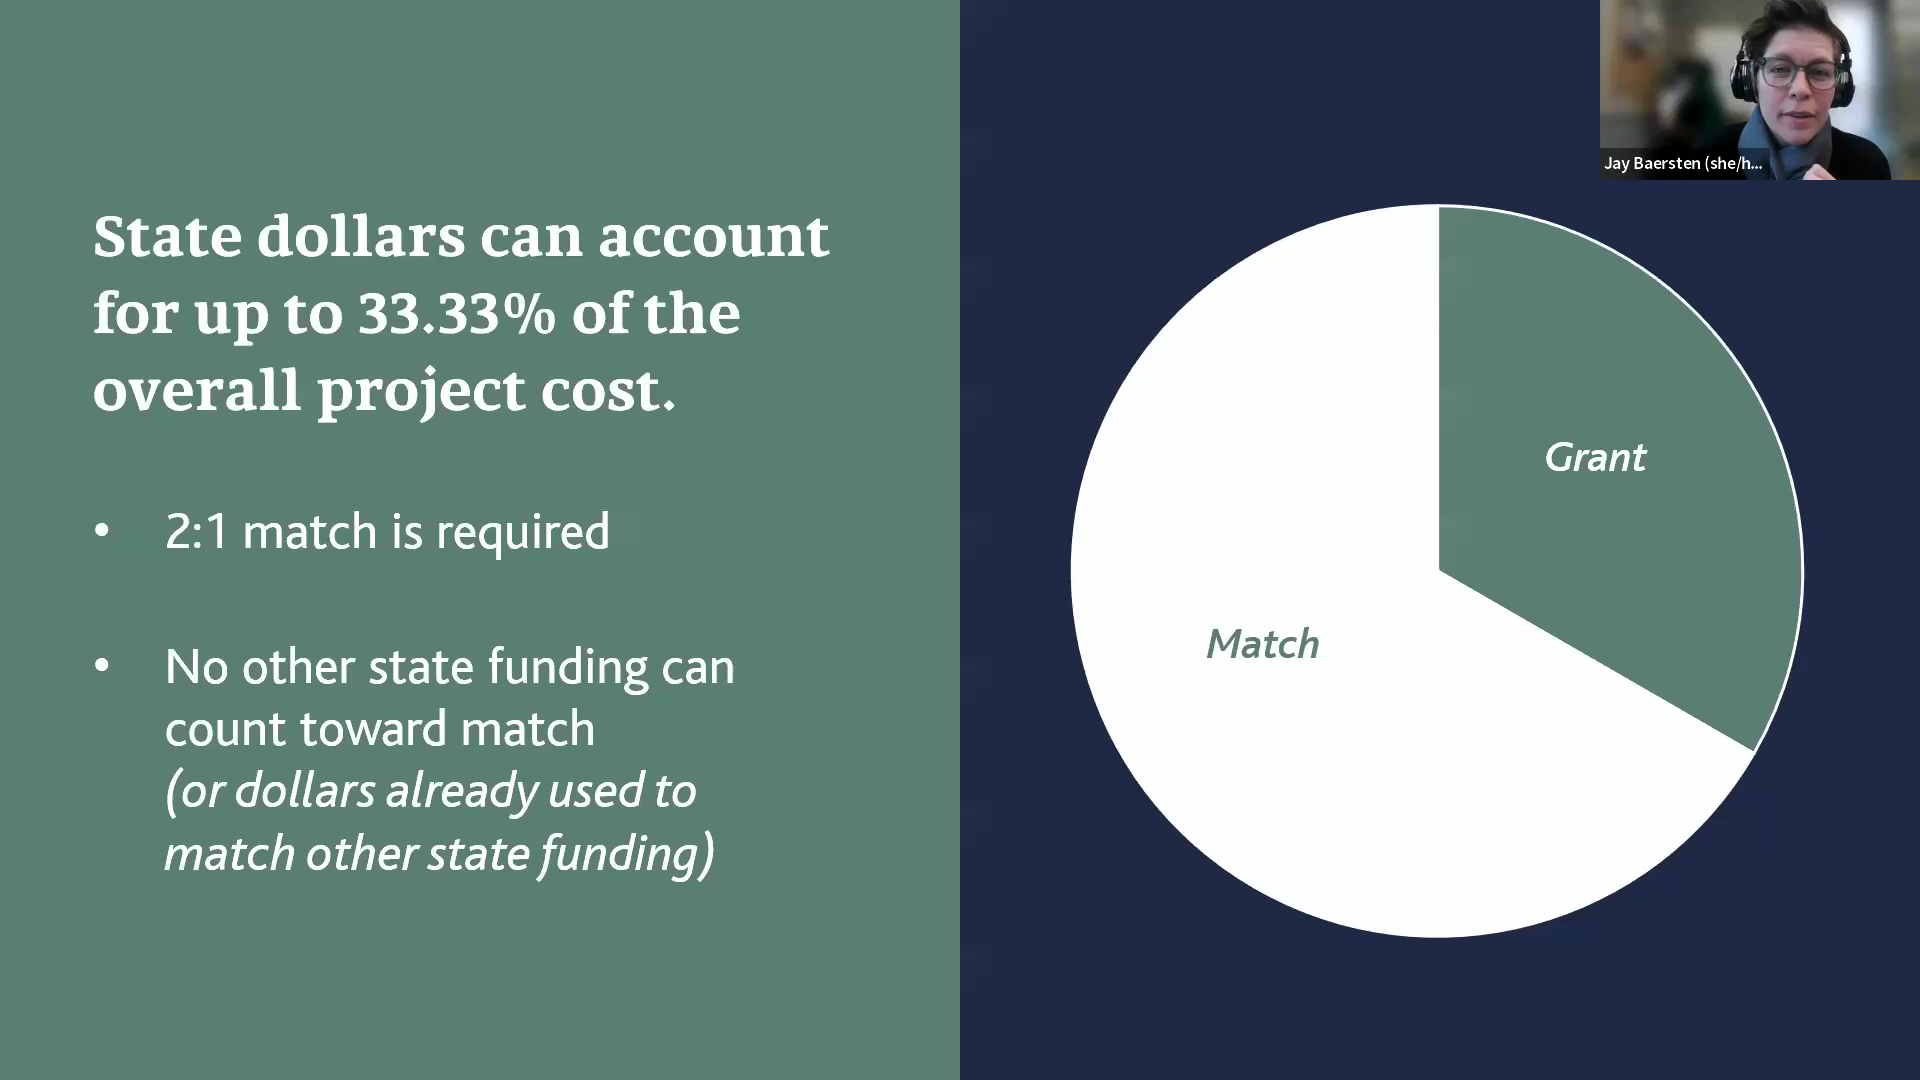 State dollars can account
for up to 33.33% of the
overall project cost.
• 2:1 match is required
• No other state funding can
count toward match
(or dollars already used to
match other state funding)
Grant
Match
Jay Baersten (she/h...